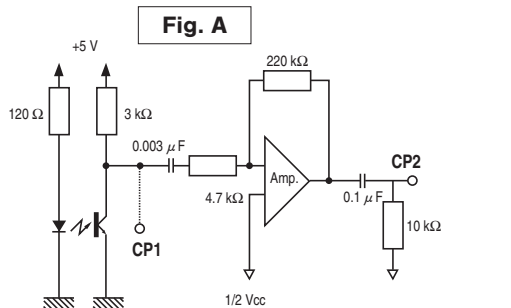 Fig. A
+5 V
220 kΩ
120 Ω
3 kΩ
0.003 μF
Amp.
CP2
4.7 kΩ
0.1 μF
CP1
10 kΩ
1/2 Vcc